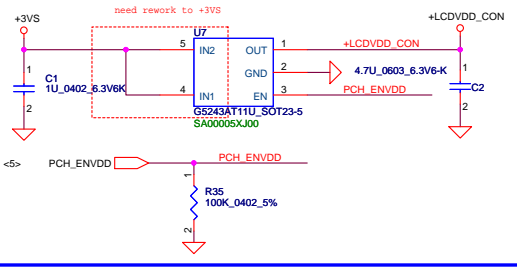 need rework to +3VS
+3VS
U7
+LCDVDD_CON
5 IN2 OUT 1 +LCDVDD_CON
GND 2
4 IN1 EN 3 PCH_ENVDD
1
C1
1U_0402_6.3V6K
2
4.7U_0603_6.3V6-K
1
C2
2
G5243AT11U_SOT23-5
SA00005XJ00
<5> PCH_ENVDD PCH_ENVDD
1
R35
100K_0402_5%
2